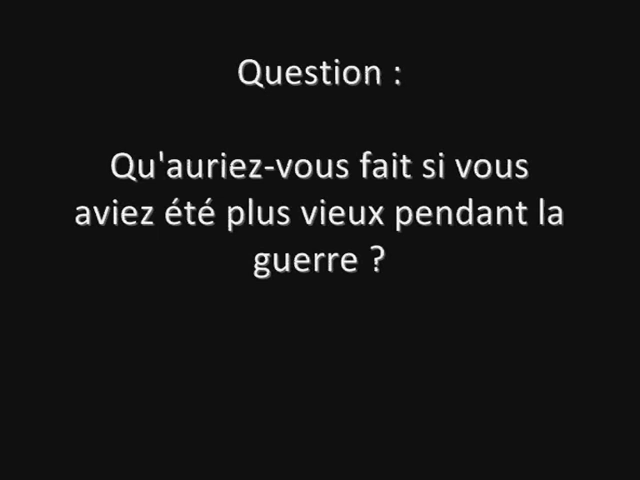 Question :
Qu'auriez-vous fait si vous
aviez été plus vieux pendant la
guerre ?